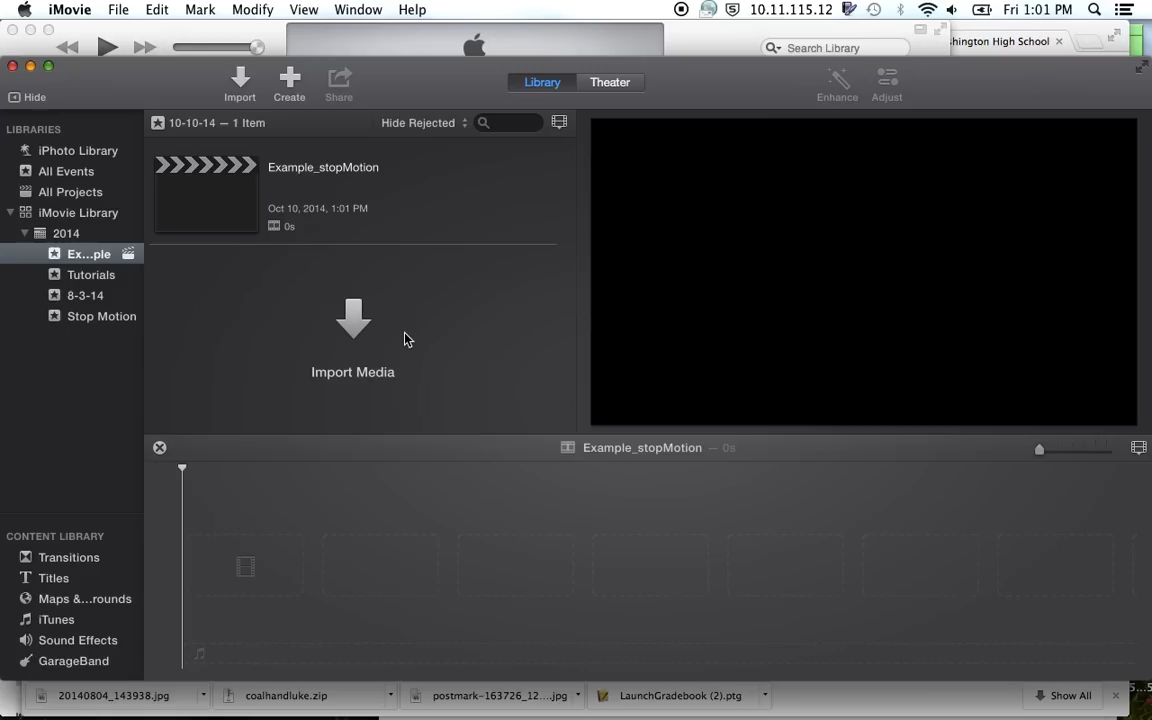 iMovie File Edit Mark Modify View Window Help 10.11.115.12 Fri 1:01 PM
Search Library
hington High School
Hide Import Create Share Library Theater Enhance Adjust
LIBRARIES
iPhoto Library
All Events
All Projects
iMovie Library
2014
Ex...ple
Tutorials
8-3-14
Stop Motion
10-10-14 — 1 Item Hide Rejected
Example_stopMotion
Oct 10, 2014, 1:01 PM
0s
Import Media
Example_stopMotion — 0s
CONTENT LIBRARY
Transitions
Titles
Maps &...rounds
iTunes
Sound Effects
GarageBand
20140804_143938.jpg coalhandluke.zip postmark-163726_12....jpg LaunchGradebook (2).ptg Show All